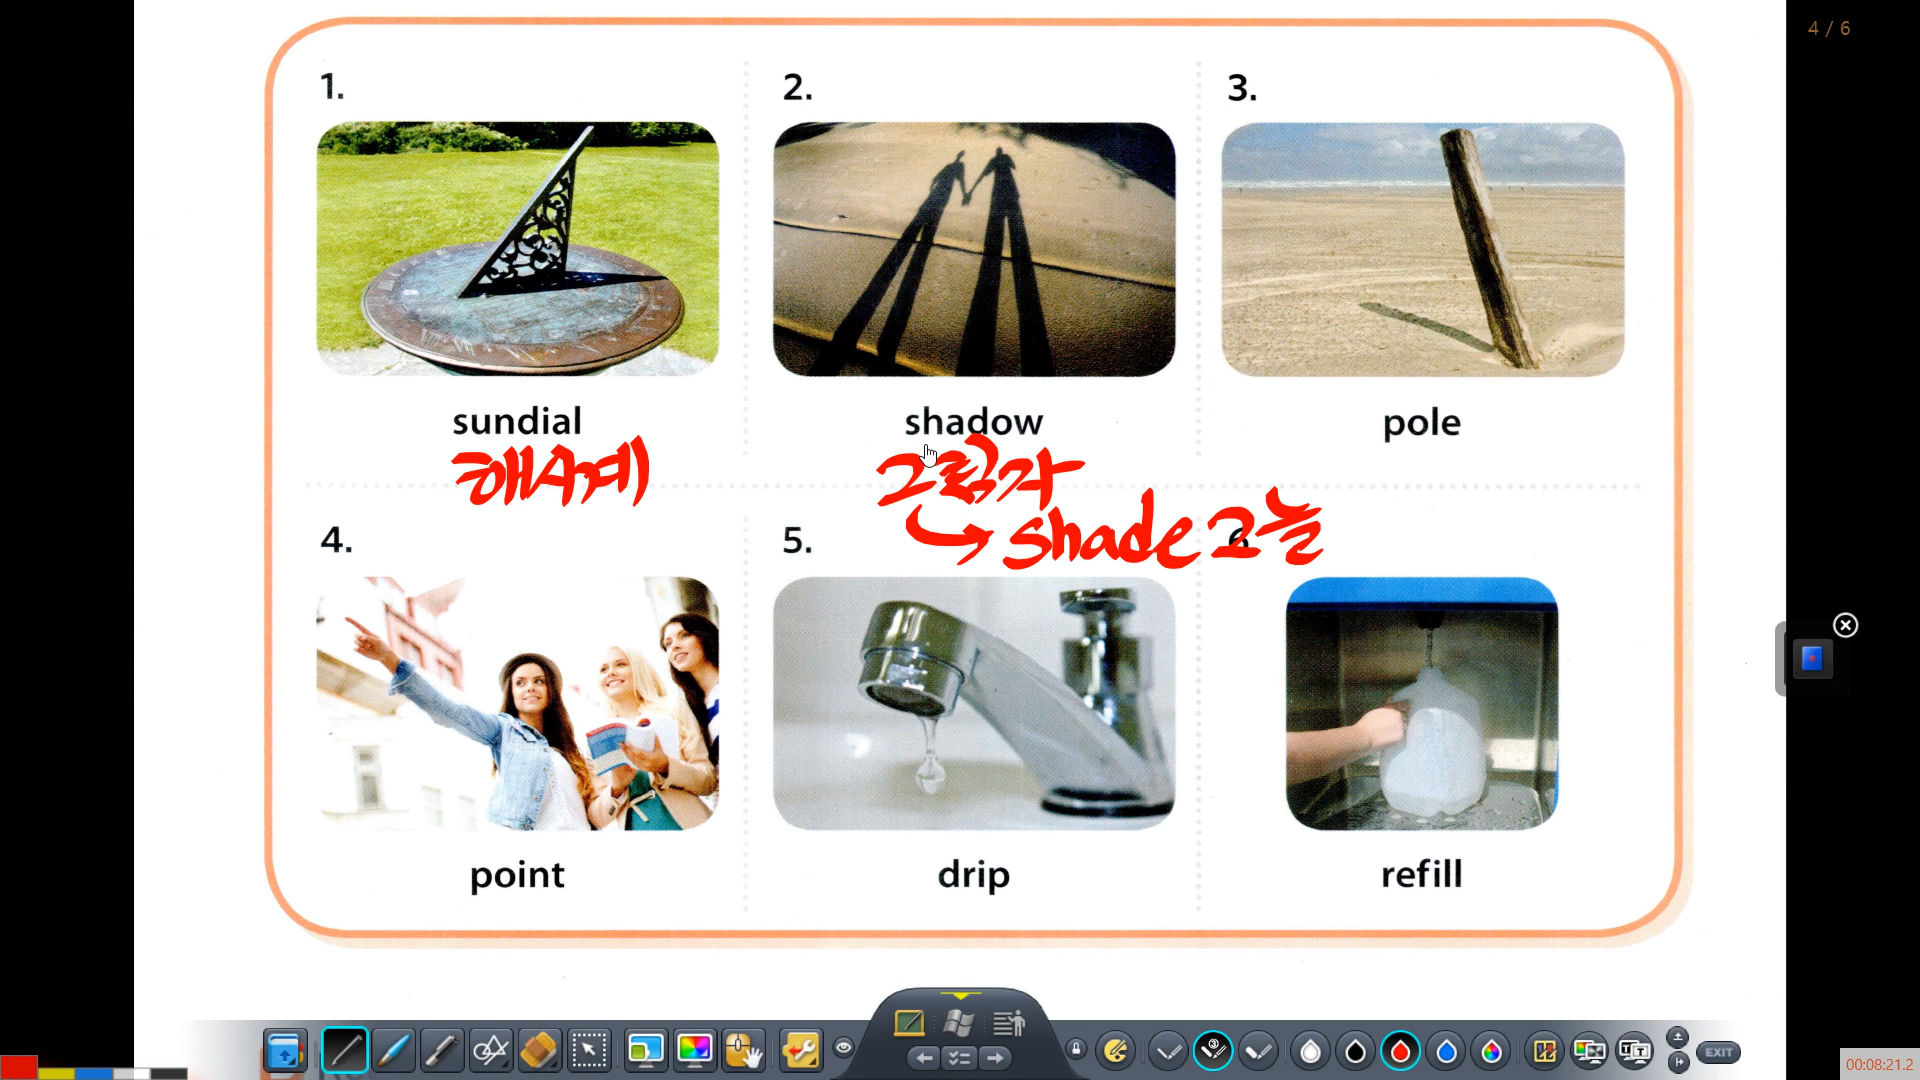 4 / 6
1.
2.
3.
sundial
shadow
pole
해시계
그림자
shade 그늘
4.
5.
6.
point
drip
refill
EXIT
00:08:21.2